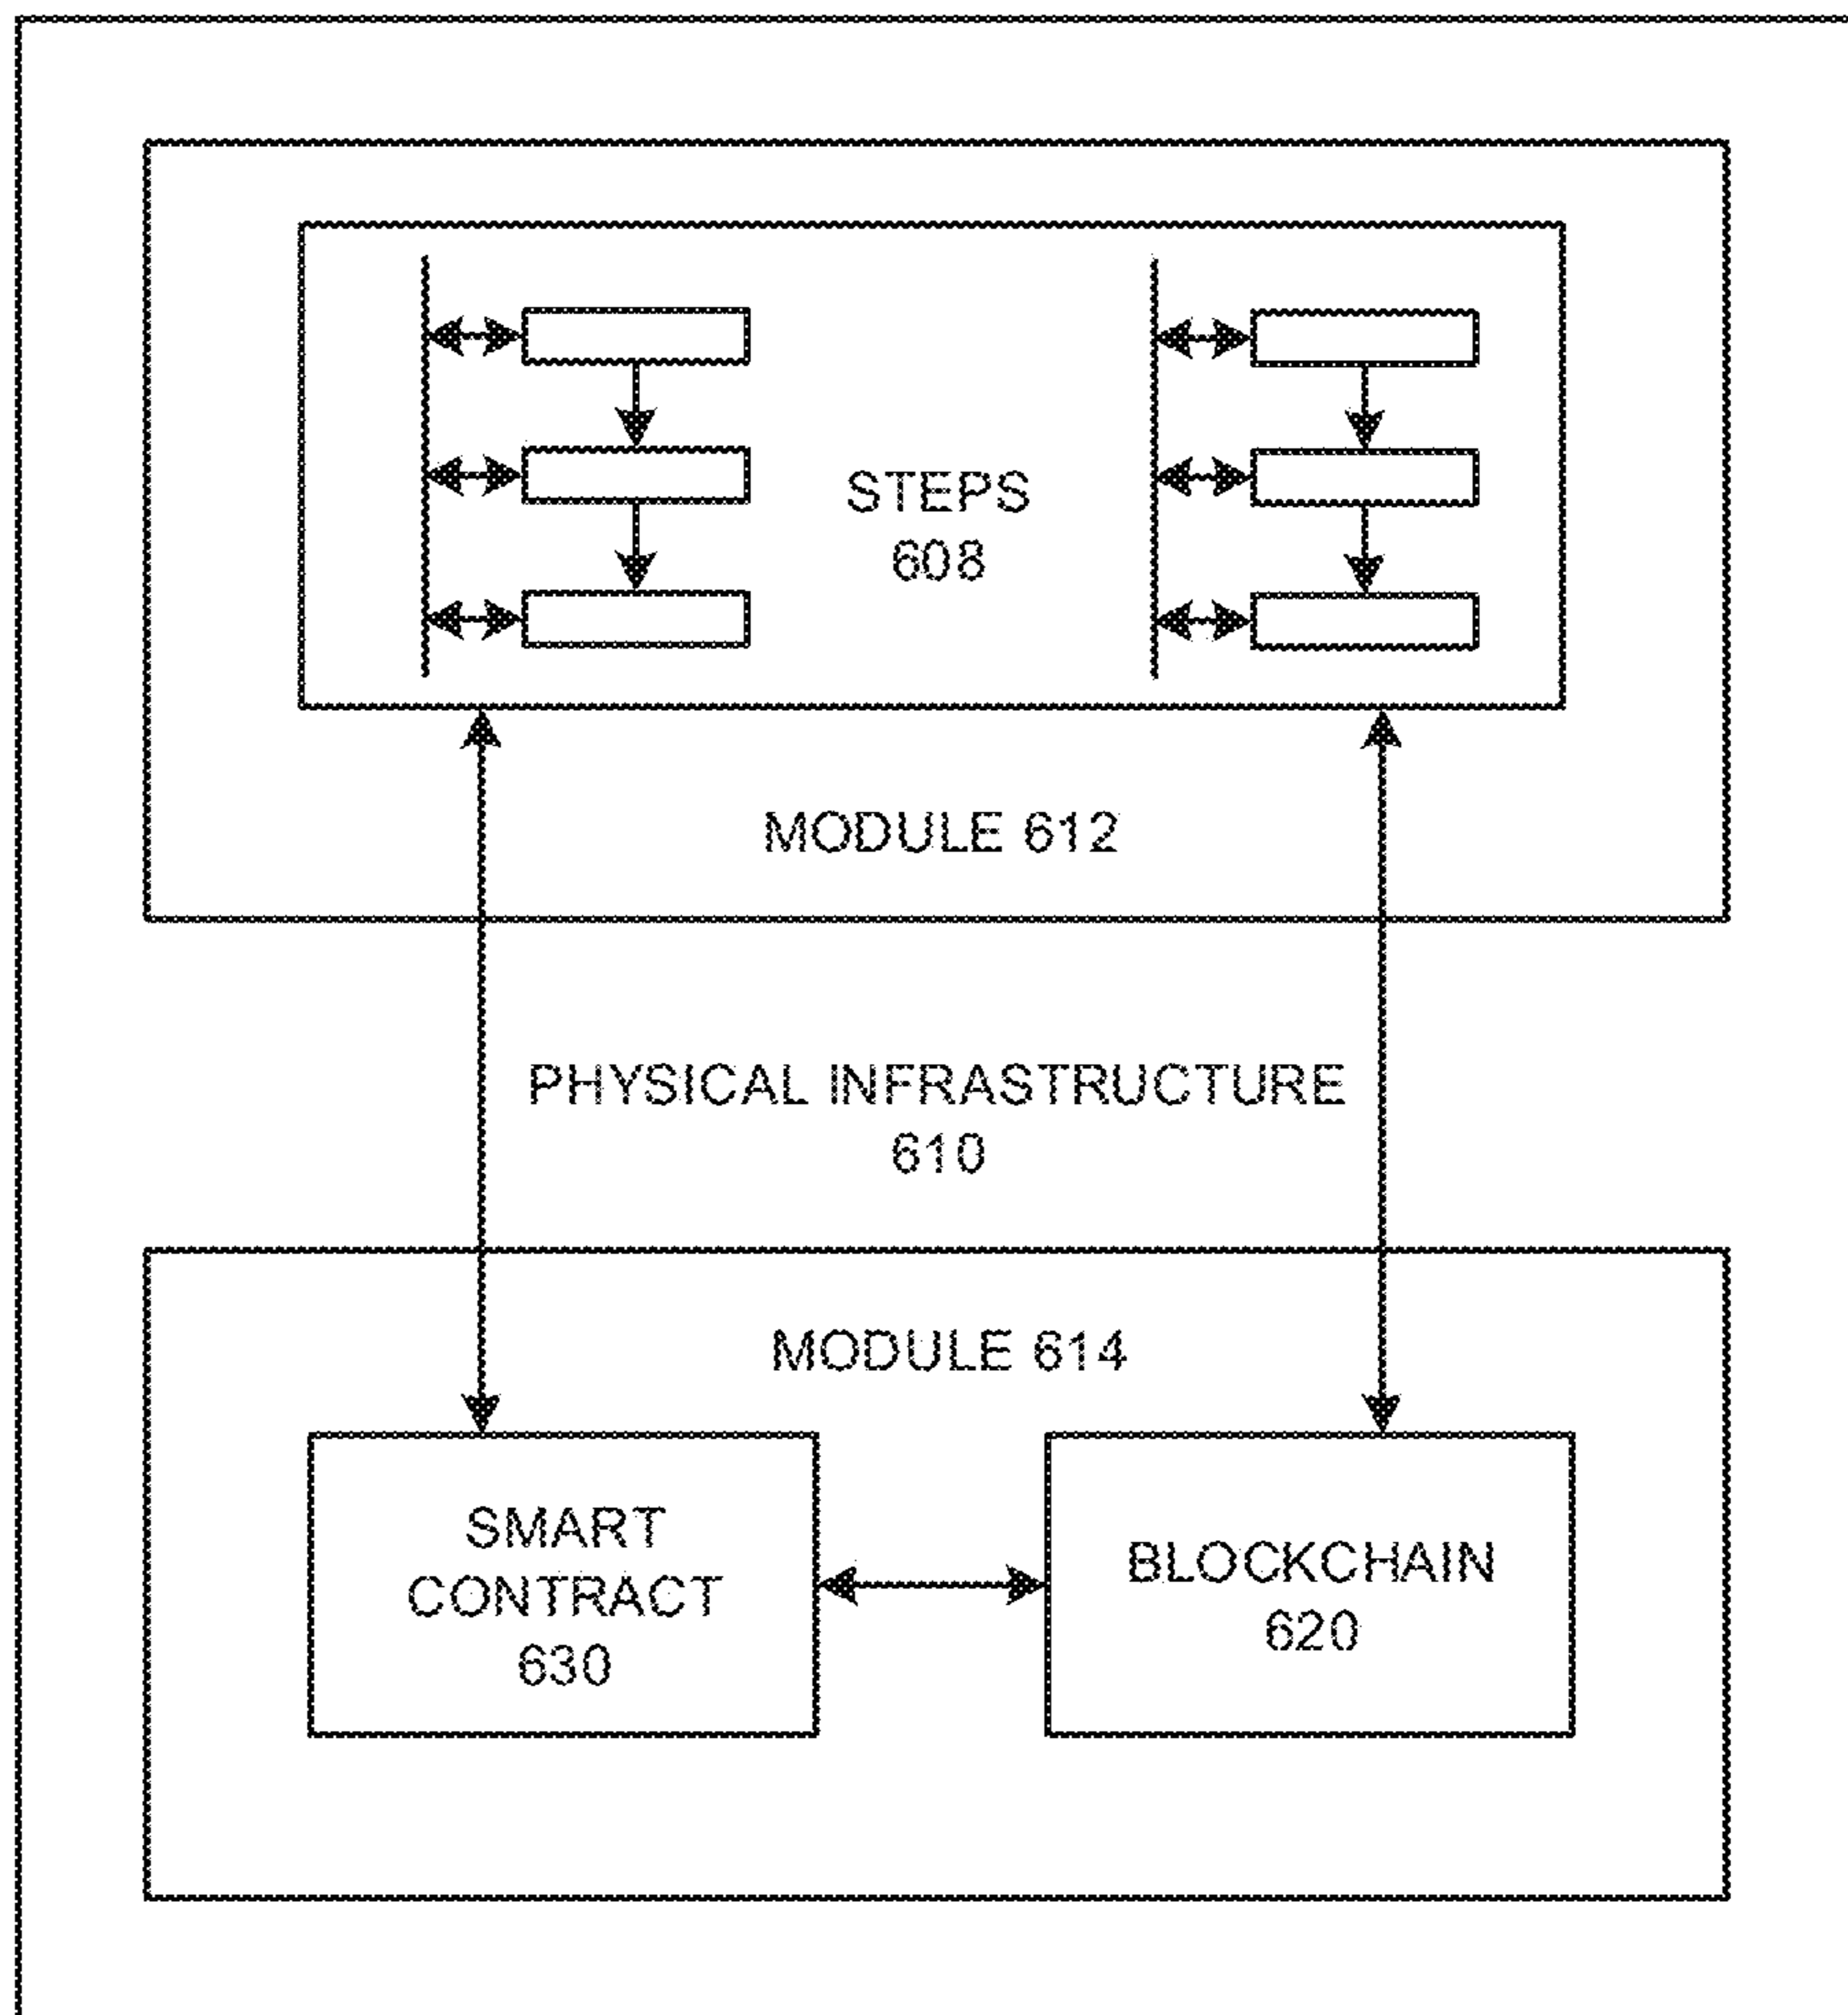 STEPS
608
MODULE 612
PHYSICAL INFRASTRUCTURE
610
MODULE 614
SMART
CONTRACT
630
BLOCKCHAIN
620